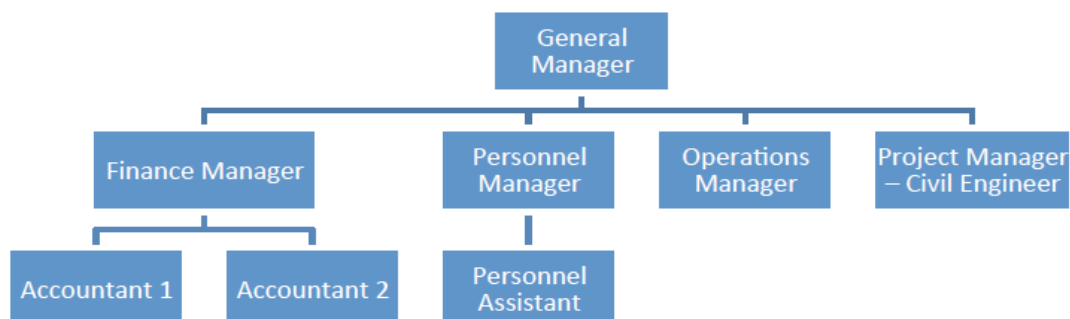 General
Manager
Finance Manager
Personnel
Manager
Operations
Manager
Project Manager
– Civil Engineer
Accountant 1
Accountant 2
Personnel
Assistant